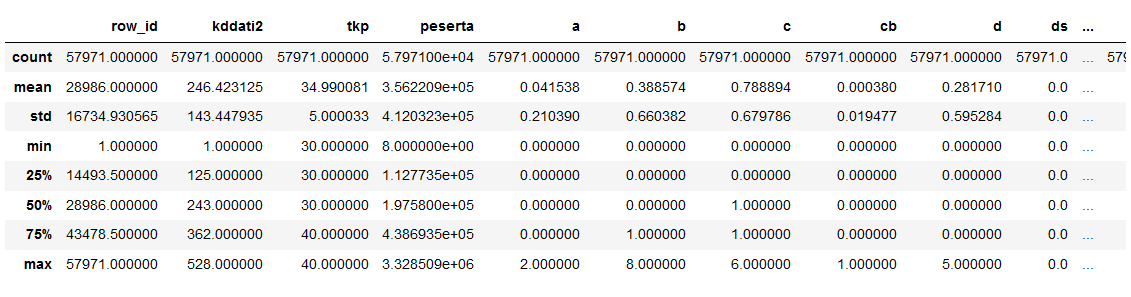 row_id kddati2 tkp peserta a b c cb d ds ...
count 57971.000000 57971.000000 57971.000000 5.797100e+04 57971.000000 57971.000000 57971.000000 57971.000000 57971.000000 57971.0 ... 579
mean 28986.000000 246.423125 34.990081 3.562209e+05 0.041538 0.388574 0.788894 0.000380 0.281710 0.0 ...
std 16734.930565 143.447935 5.000033 4.120323e+05 0.210390 0.660382 0.679786 0.019477 0.595284 0.0 ...
min 1.000000 1.000000 30.000000 8.000000e+00 0.000000 0.000000 0.000000 0.000000 0.000000 0.0 ...
25% 14493.500000 125.000000 30.000000 1.127735e+05 0.000000 0.000000 0.000000 0.000000 0.000000 0.0 ...
50% 28986.000000 243.000000 30.000000 1.975800e+05 0.000000 0.000000 1.000000 0.000000 0.000000 0.0 ...
75% 43478.500000 362.000000 40.000000 4.386935e+05 0.000000 1.000000 1.000000 0.000000 0.000000 0.0 ...
max 57971.000000 528.000000 40.000000 3.328509e+06 2.000000 8.000000 6.000000 1.000000 5.000000 0.0 ...